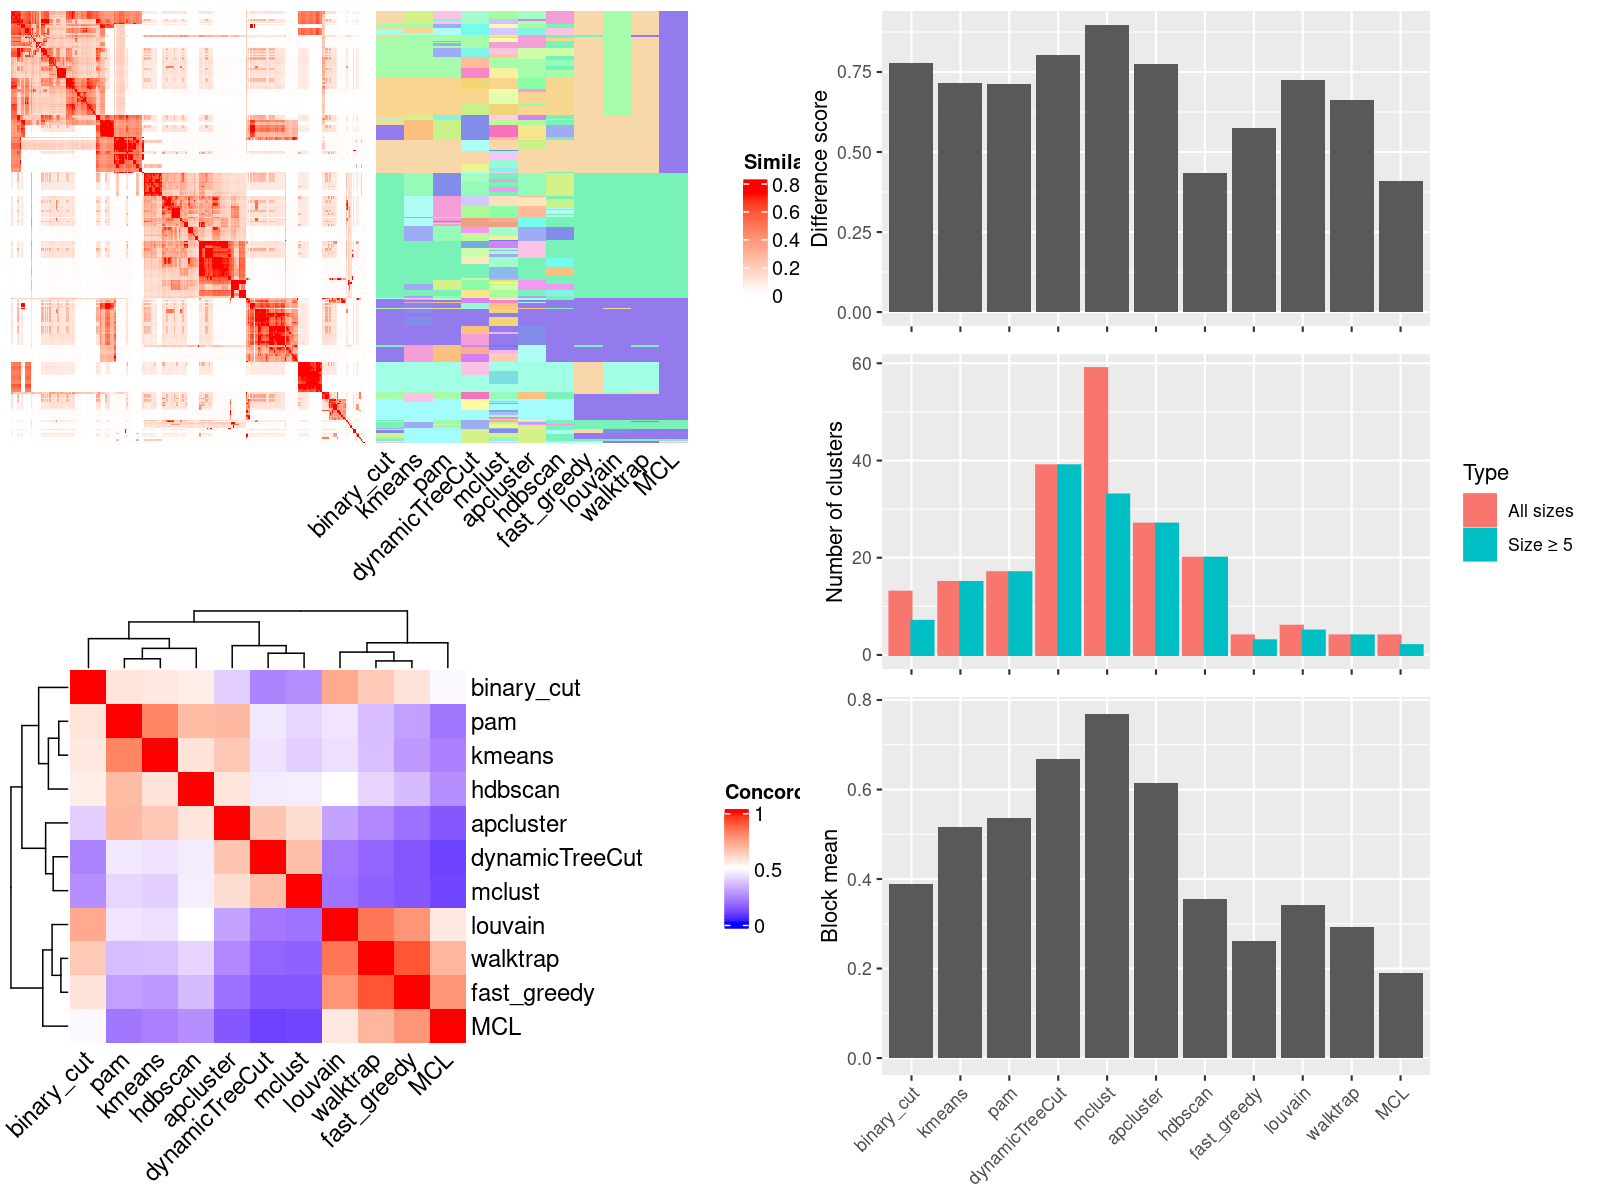 Simila
0.8
0.6
0.4
0.2
0
binary_cut
kmeans
pam
dynamicTreeCut
mclust
apcluster
hdbscan
fast_greedy
louvain
walktrap
MCL
Difference score
0.75
0.50
0.25
0.00
Number of clusters
60
40
20
0
Type
All sizes
Size ≥ 5
Block mean
0.8
0.6
0.4
0.2
0.0
binary_cut
kmeans
pam
dynamicTreeCut
mclust
apcluster
hdbscan
fast_greedy
louvain
walktrap
MCL
binary_cut
pam
kmeans
hdbscan
apcluster
dynamicTreeCut
mclust
louvain
walktrap
fast_greedy
MCL
binary_cut
pam
kmeans
hdbscan
apcluster
dynamicTreeCut
mclust
louvain
walktrap
fast_greedy
MCL
Concord
1
0.5
0